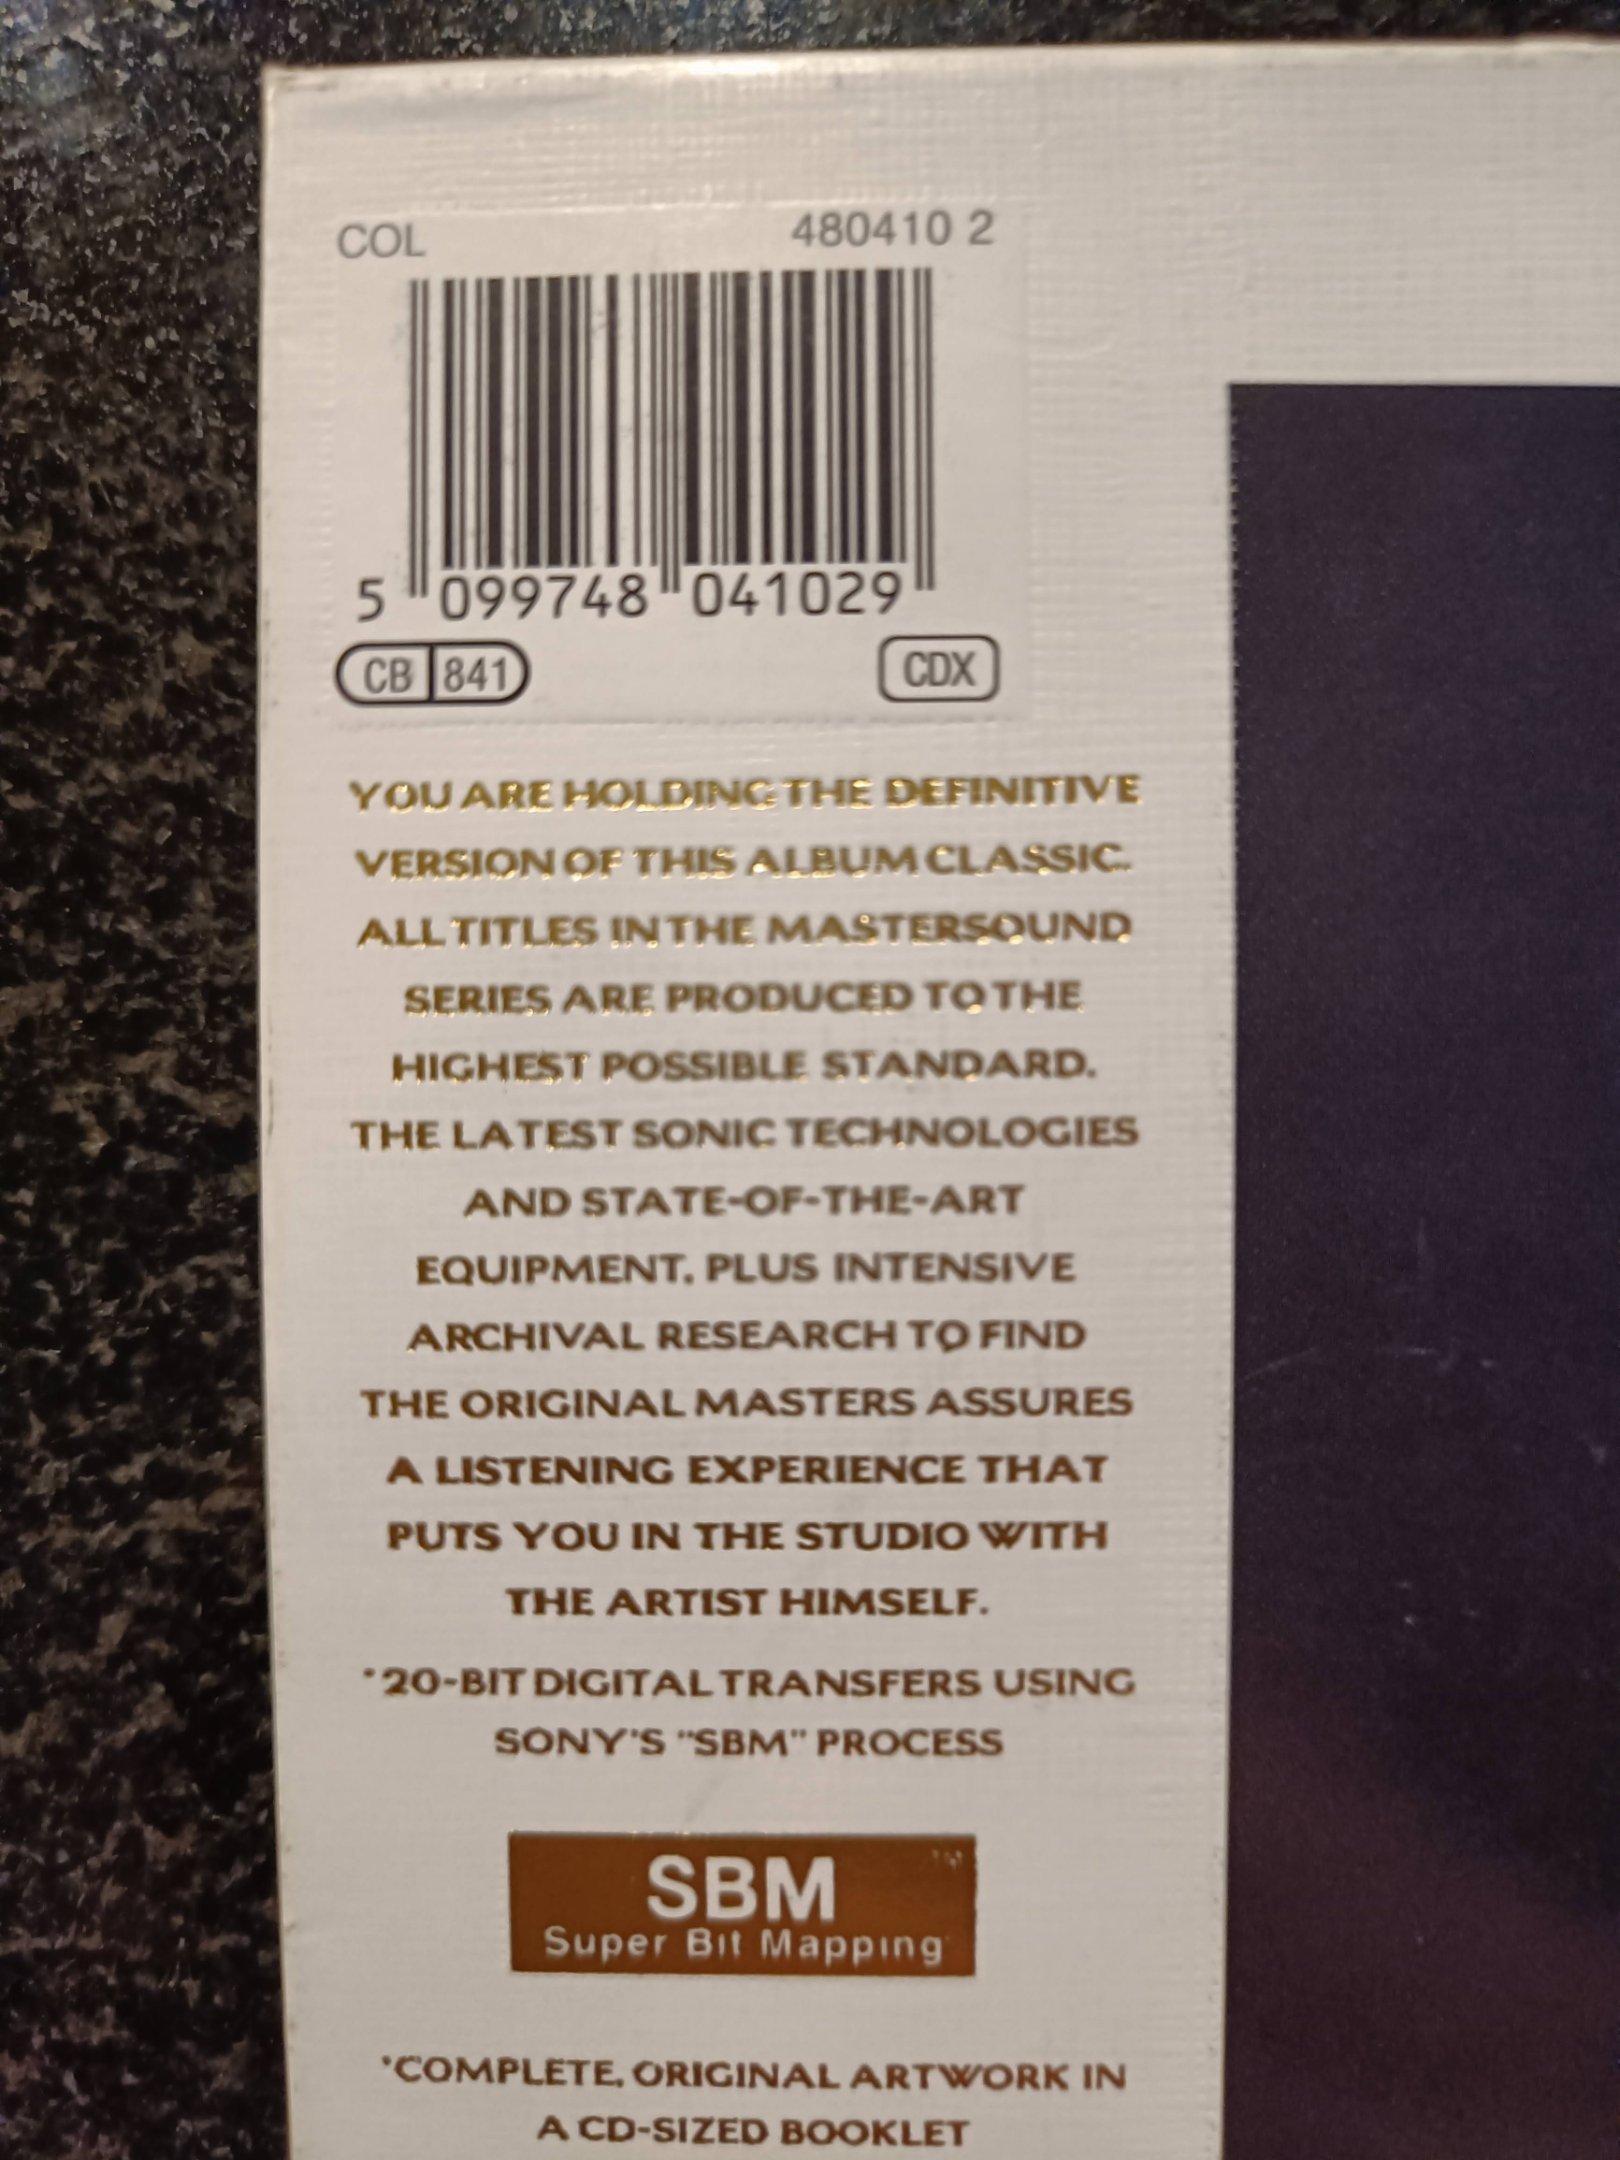 COL 480410 2
5 099748 041029
CB 841 CDX
YOU ARE HOLDING THE DEFINITIVE
VERSION OF THIS ALBUM CLASSIC.
ALL TITLES IN THE MASTERSOUND
SERIES ARE PRODUCED TO THE
HIGHEST POSSIBLE STANDARD.
THE LATEST SONIC TECHNOLOGIES
AND STATE-OF-THE-ART
EQUIPMENT, PLUS INTENSIVE
ARCHIVAL RESEARCH TO FIND
THE ORIGINAL MASTERS ASSURES
A LISTENING EXPERIENCE THAT
PUTS YOU IN THE STUDIO WITH
THE ARTIST HIMSELF.
*20-BIT DIGITAL TRANSFERS USING
SONY'S "SBM" PROCESS
SBM™
Super Bit Mapping
*COMPLETE, ORIGINAL ARTWORK IN
A CD-SIZED BOOKLET